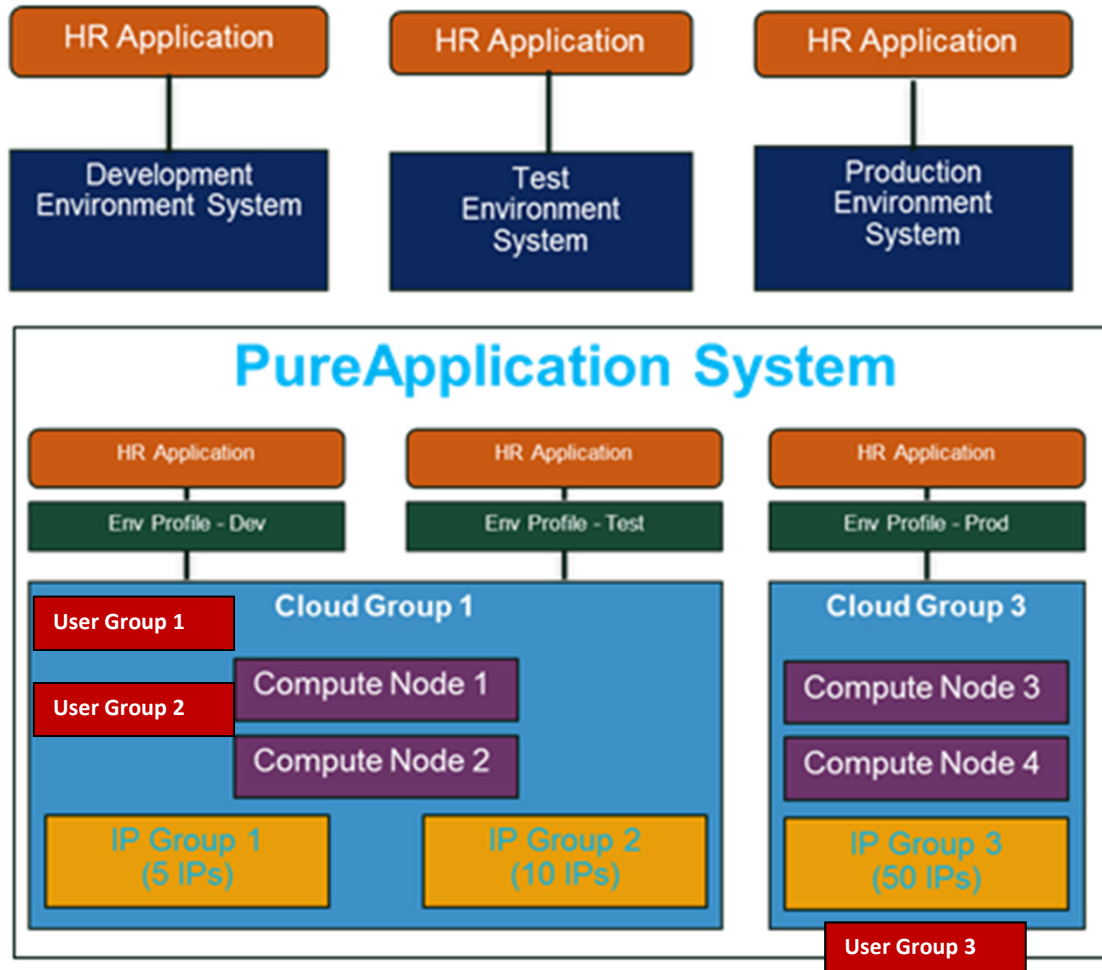 HR Application
HR Application
HR Application
Development
Environment System
Test
Environment
System
Production
Environment
System
PureApplication System
HR Application
HR Application
HR Application
Env Profile - Dev
Env Profile - Test
Env Profile - Prod
Cloud Group 1
User Group 1
User Group 2
Compute Node 1
Compute Node 2
IP Group 1
(5 IPs)
IP Group 2
(10 IPs)
Cloud Group 3
Compute Node 3
Compute Node 4
IP Group 3
(50 IPs)
User Group 3